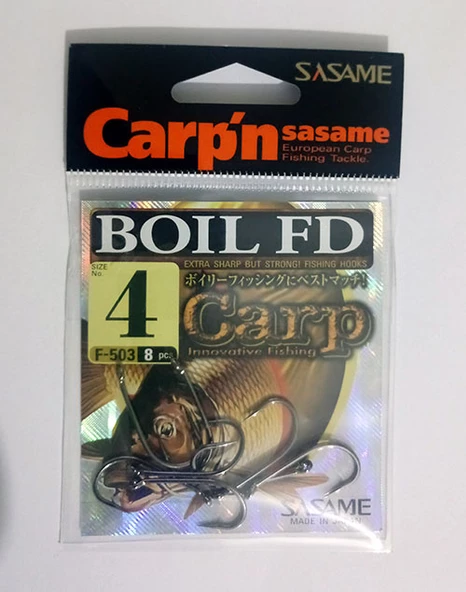 SASAME
Carp'n sasame
European Carp
Fishing Tackle.
BOIL FD
EXTRA SHARP BUT STRONG! FISHING HOOKS
SIZE
No.
4
ボイリーフィッシングにベストマッチ!
Carp
Innovative Fishing
F-503 8 pcs
SASAME
MADE IN JAPAN